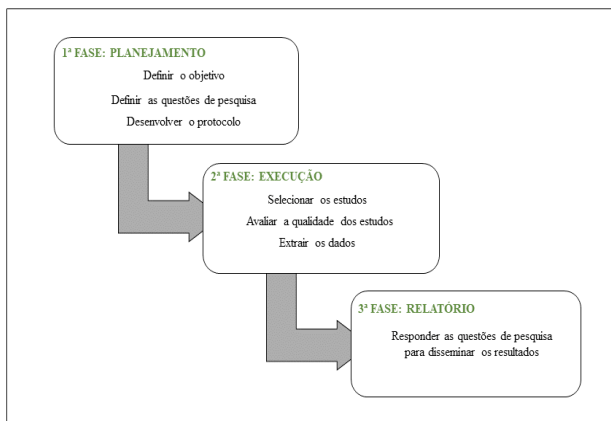 1ª FASE: PLANEJAMENTO
Definir o objetivo
Definir as questões de pesquisa
Desenvolver o protocolo
2ª FASE: EXECUÇÃO
Selecionar os estudos
Avaliar a qualidade dos estudos
Extrair os dados
3ª FASE: RELATÓRIO
Responder as questões de pesquisa
para disseminar os resultados